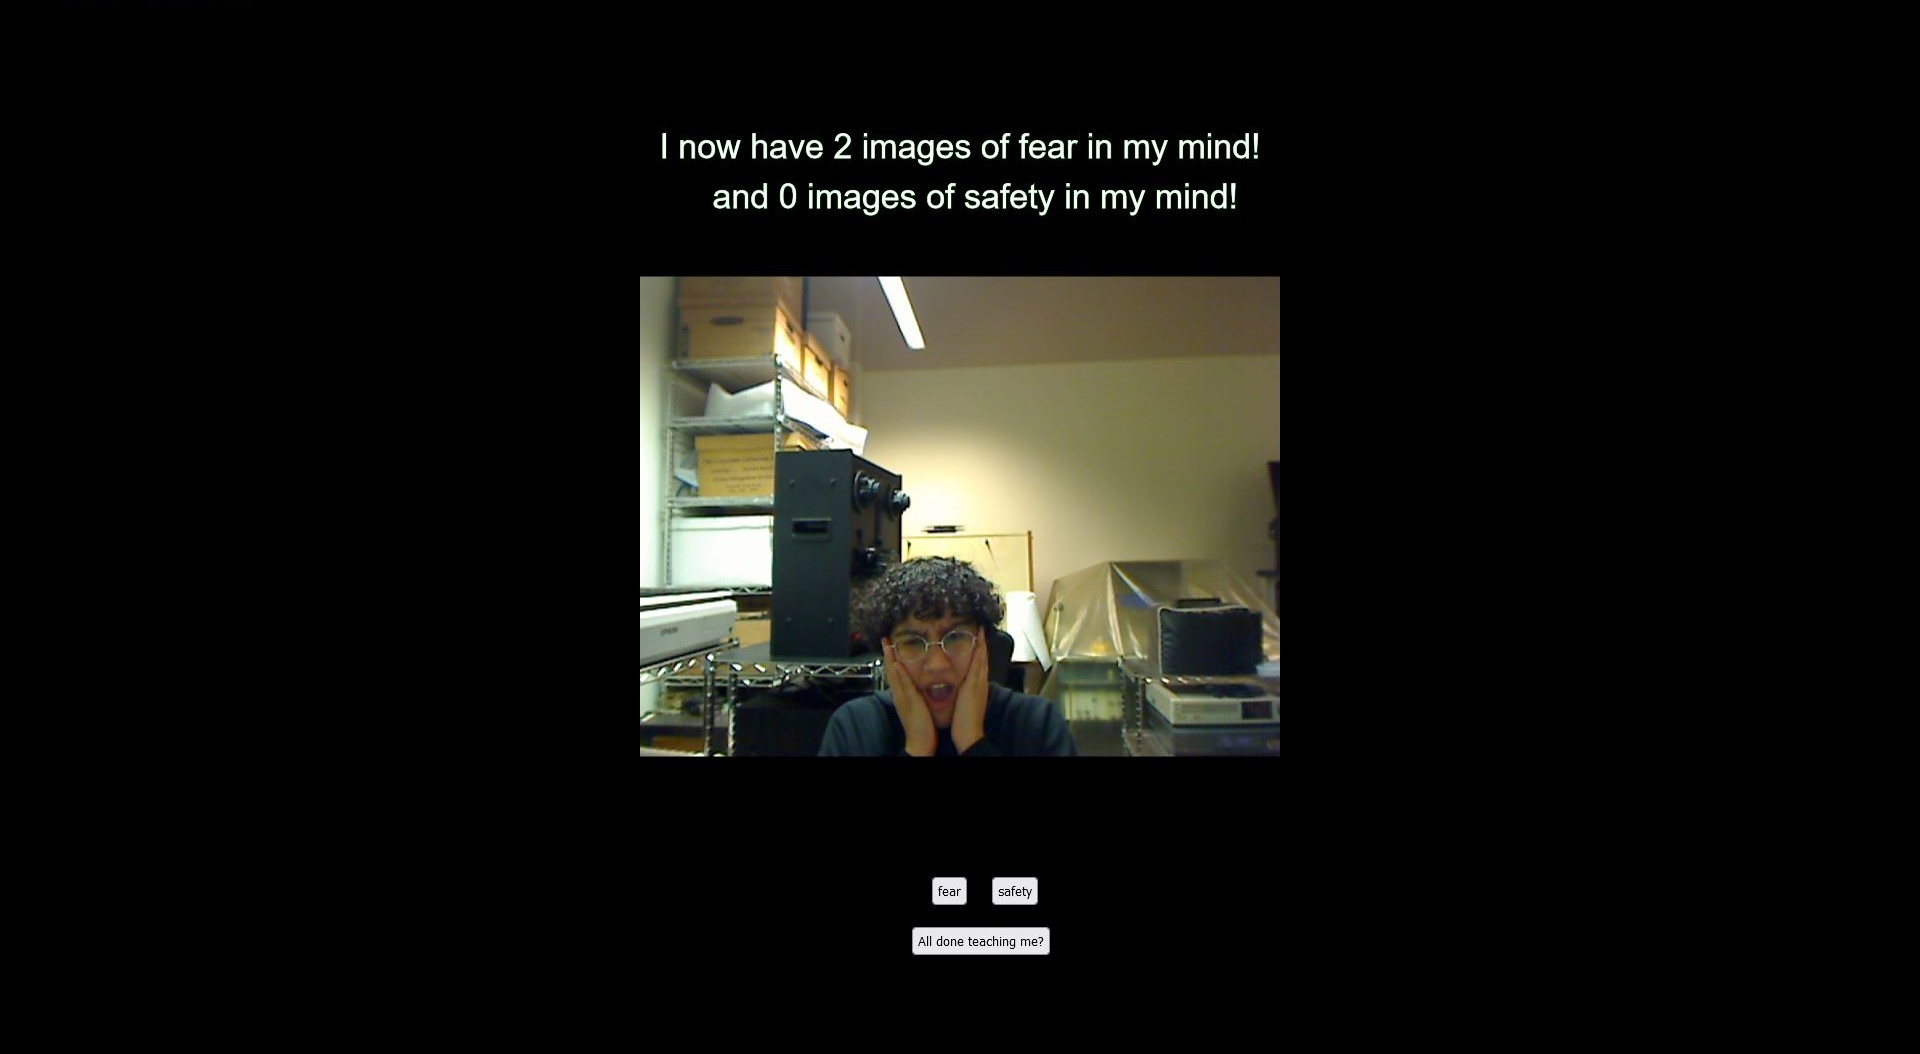 I now have 2 images of fear in my mind!
and 0 images of safety in my mind!
fear
safety
All done teaching me?